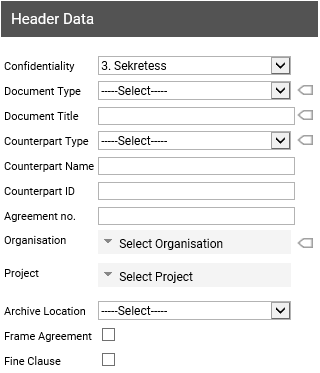 Header Data
Confidentiality 3. Sekretess
Document Type -----Select-----
Document Title
Counterpart Type -----Select-----
Counterpart Name
Counterpart ID
Agreement no.
Organisation Select Organisation
Project Select Project
Archive Location -----Select-----
Frame Agreement
Fine Clause